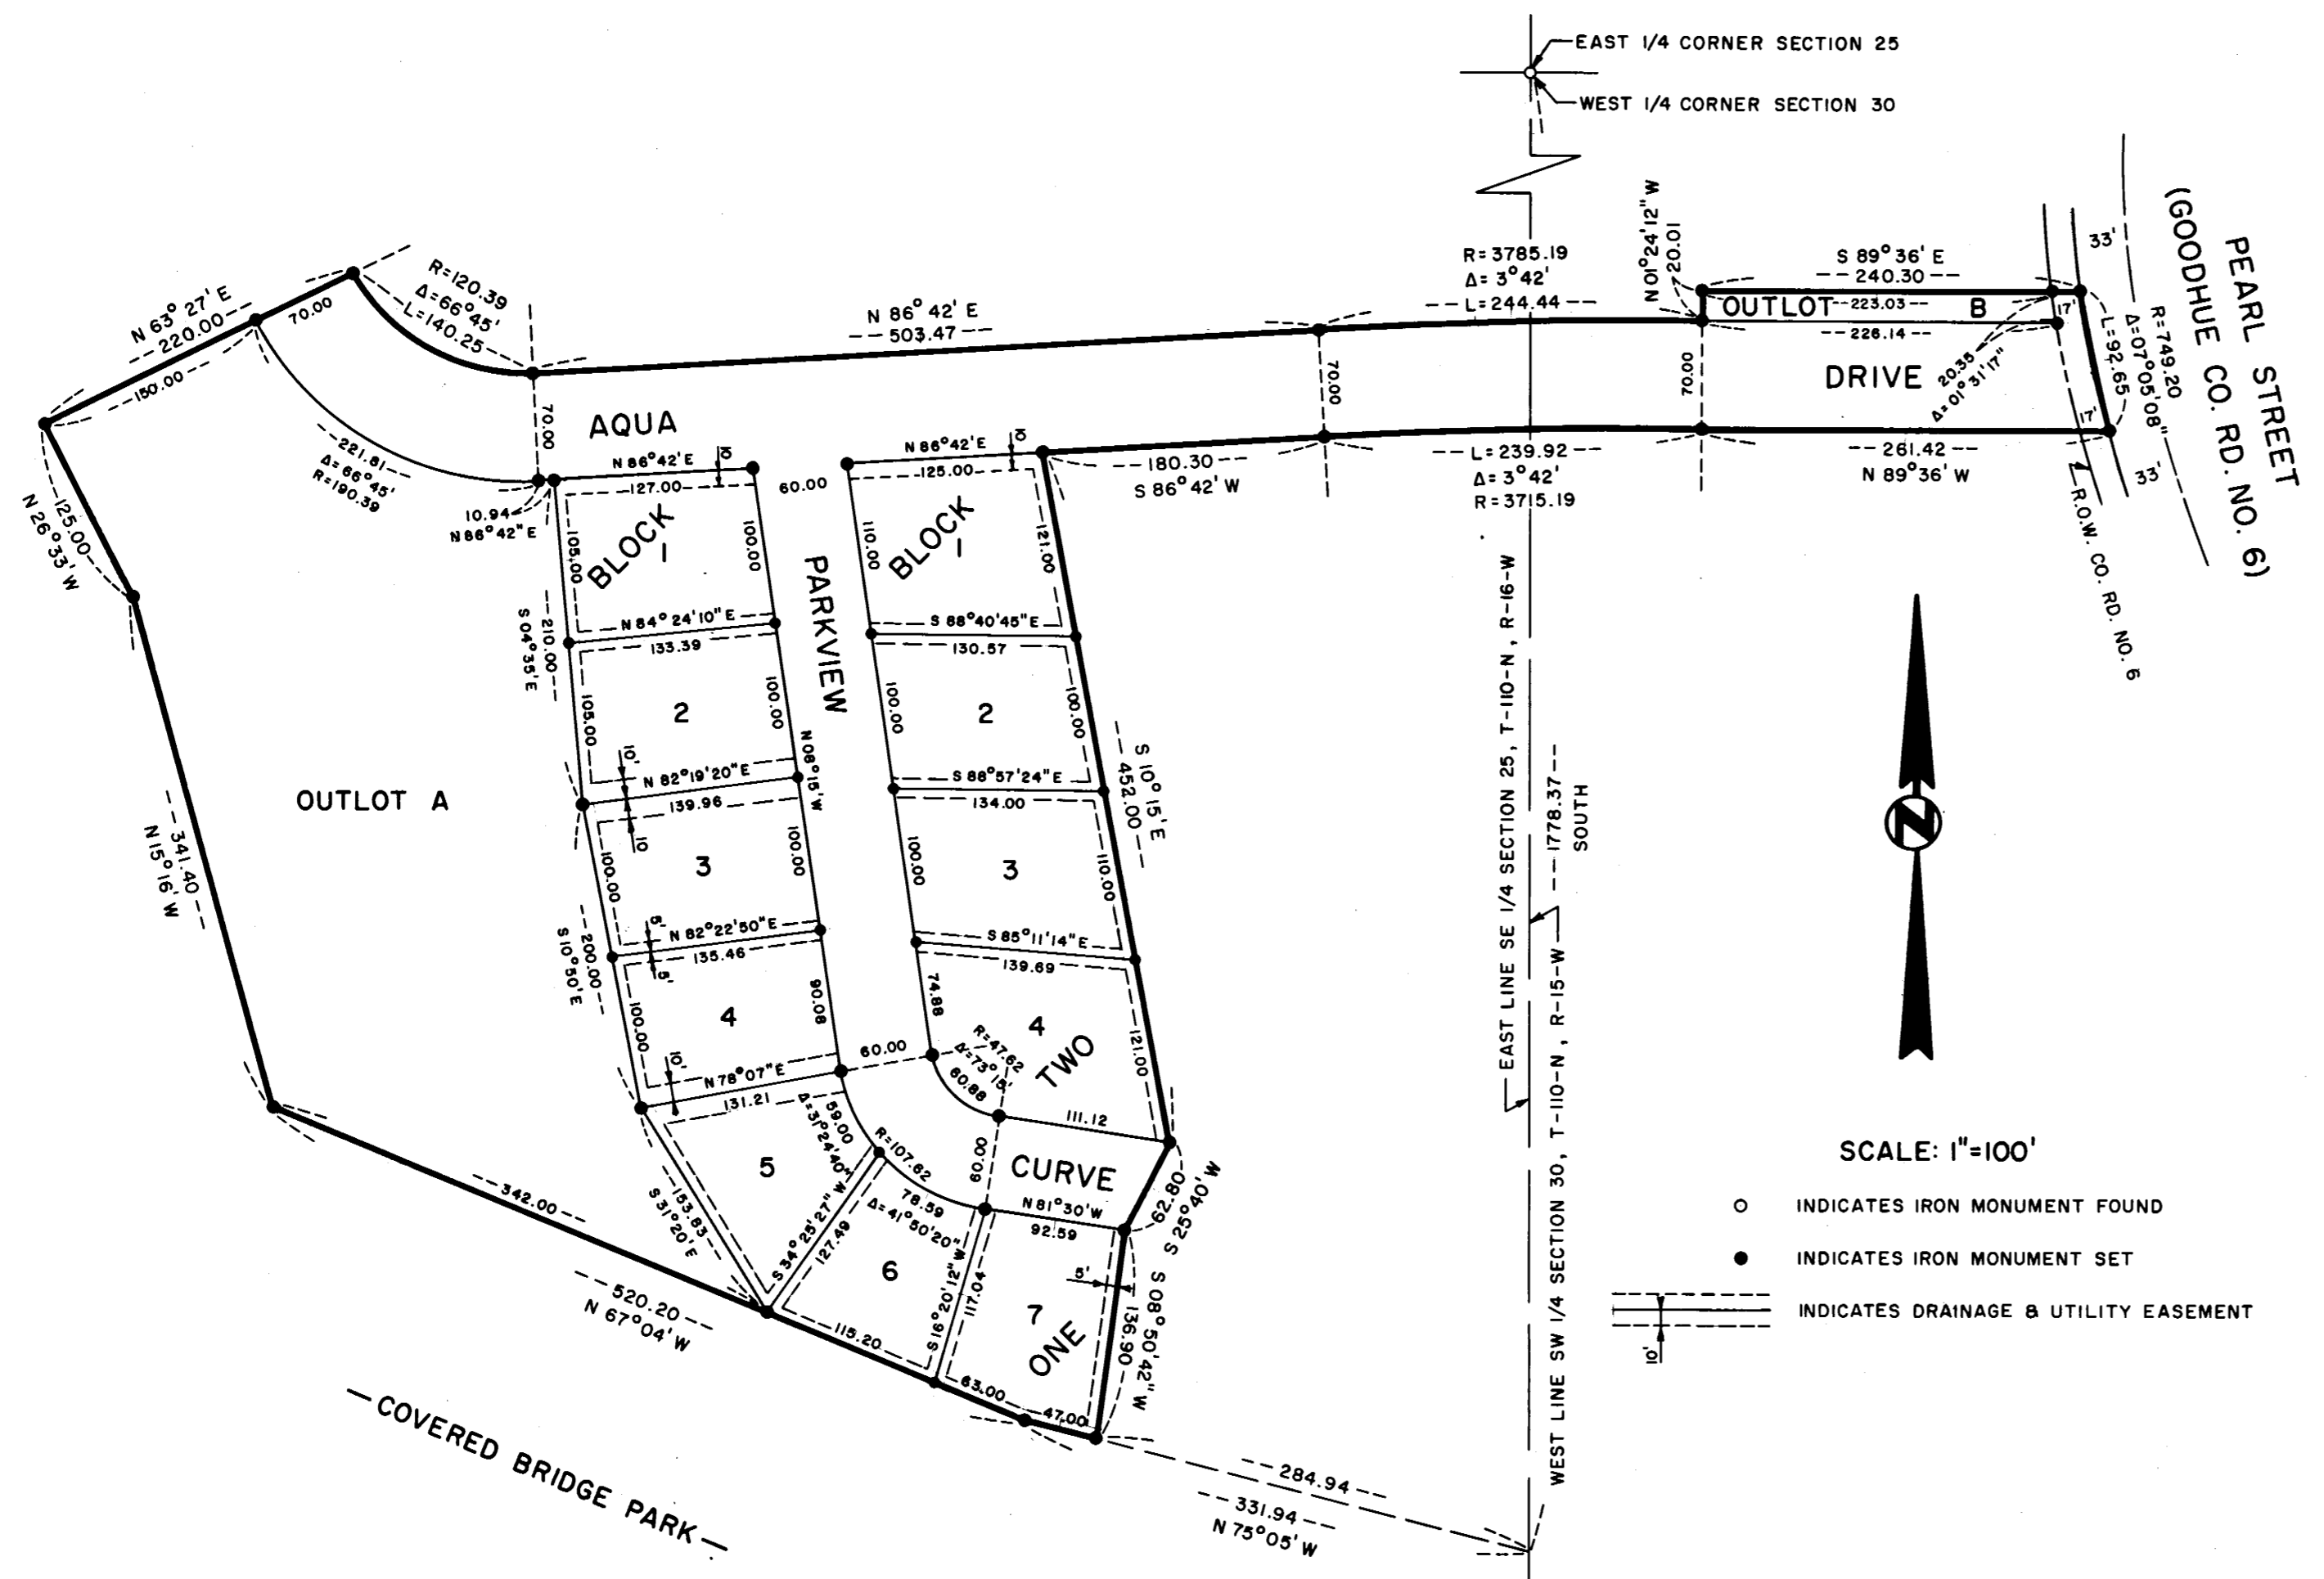 EAST 1/4 CORNER SECTION 25
WEST 1/4 CORNER SECTION 30
PEARL STREET
(GOODHUE CO. RD. NO. 6)
33'
R=749.20
Δ=07°05'08"
L=92.65
33'
17'
17'
R.O.W. CO. RD. NO. 6
N 01°24'12" W
20.01
S 89°36' E
240.30
OUTLOT B
223.03
226.14
20.35
Δ=01°31'17"
DRIVE
70.00
261.42
N 89°36' W
R=3785.19
Δ=3°42'
L=244.44
L=239.92
Δ=3°42'
R=3715.19
70.00
N 86°42' E
503.47
180.30
S 86°42' W
R=120.39
Δ=66°45'
L=140.25
N 63°27' E
220.00
70.00
150.00
221.81
Δ=66°45'
R=190.39
70.00
AQUA
10.94
N 86°42" E
N 86°42' E
10
127.00
60.00
N 86°42' E
10
125.00
125.00
N 26°33' W
341.40
N 15°16' W
OUTLOT A
342.00
520.20
N 67°04' W
BLOCK
1
105.00
100.00
S 04°35' E
210.00
N 84°24'10" E
133.39
2
105.00
100.00
10'
N 82°19'20" E
139.96
10
N 08°15' W
3
100.00
100.00
S 10°50' E
200.00
5'
N 82°22'50" E
135.46
5'
4
100.00
90.08
10'
N 78°07' E
131.21
5
59.00
Δ=31°24'40"
S 31°20' E
153.83
S 34°25'27" W
127.49
R=107.62
78.59
Δ=41°50'20"
6
115.20
S 16°20'12" W
117.04
7
ONE
63.00
47.00
5'
136.90
S 08°50'42" W
PARKVIEW
BLOCK
1
110.00
121.00
S 88°40'45" E
130.57
2
100.00
100.00
S 88°57'24" E
134.00
3
100.00
110.00
S 85°11'14" E
139.69
S 10°15' E
452.00
4
TWO
74.88
121.00
60.00
R=47.62
Δ=73°15'
60.88
111.12
60.00
CURVE
N 81°30' W
92.59
62.80
S 25°40' W
284.94
331.94
N 75°05' W
COVERED BRIDGE PARK
EAST LINE SE 1/4 SECTION 25, T-110-N, R-16-W
WEST LINE SW 1/4 SECTION 30, T-110-N, R-15-W
1778.37
SOUTH
N
SCALE: 1"=100'
INDICATES IRON MONUMENT FOUND
INDICATES IRON MONUMENT SET
INDICATES DRAINAGE & UTILITY EASEMENT
10'